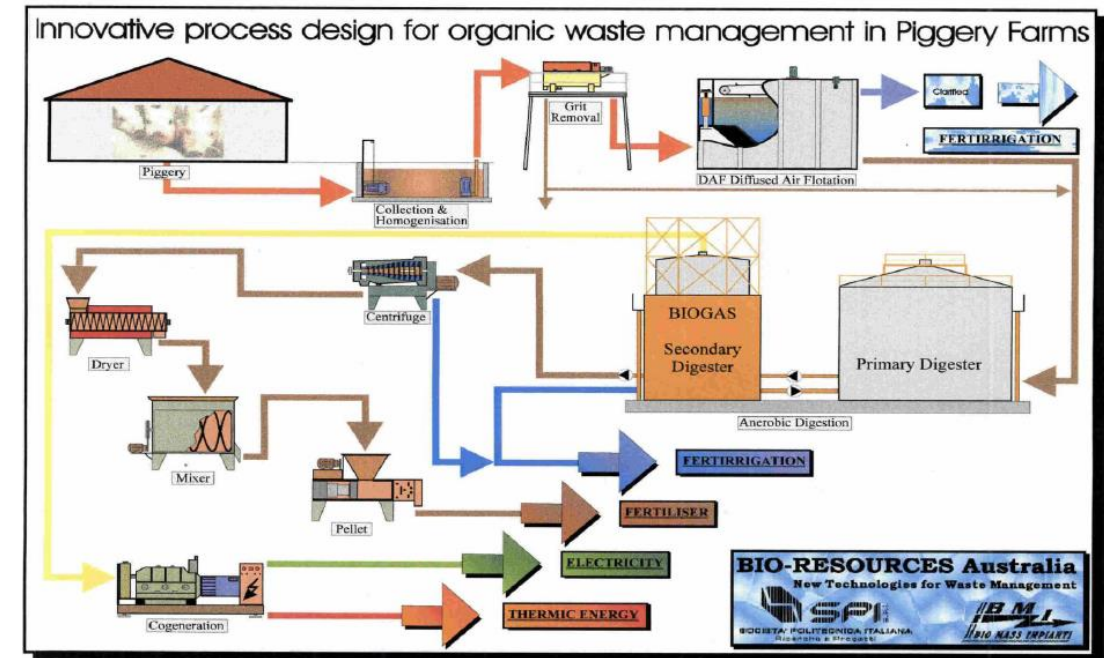 Innovative process design for organic waste management in Piggery Farms
Piggery
Collection &
Homogenisation
Grit
Removal
DAF Diffused Air Flotation
Clarified
FERTIRRIGATION
Centrifuge
BIOGAS
Secondary
Digester
Primary Digester
Anerobic Digestion
Dryer
Mixer
Pellet
FERTIRRIGATION
FERTILISER
ELECTRICITY
THERMIC ENERGY
Cogeneration
BIO-RESOURCES Australia
New Technologies for Waste Management
SPI
SOCIETA' POLITECNICA ITALIANA
Ricerche e Progetti
BMI
BIO MASS IMPIANTI